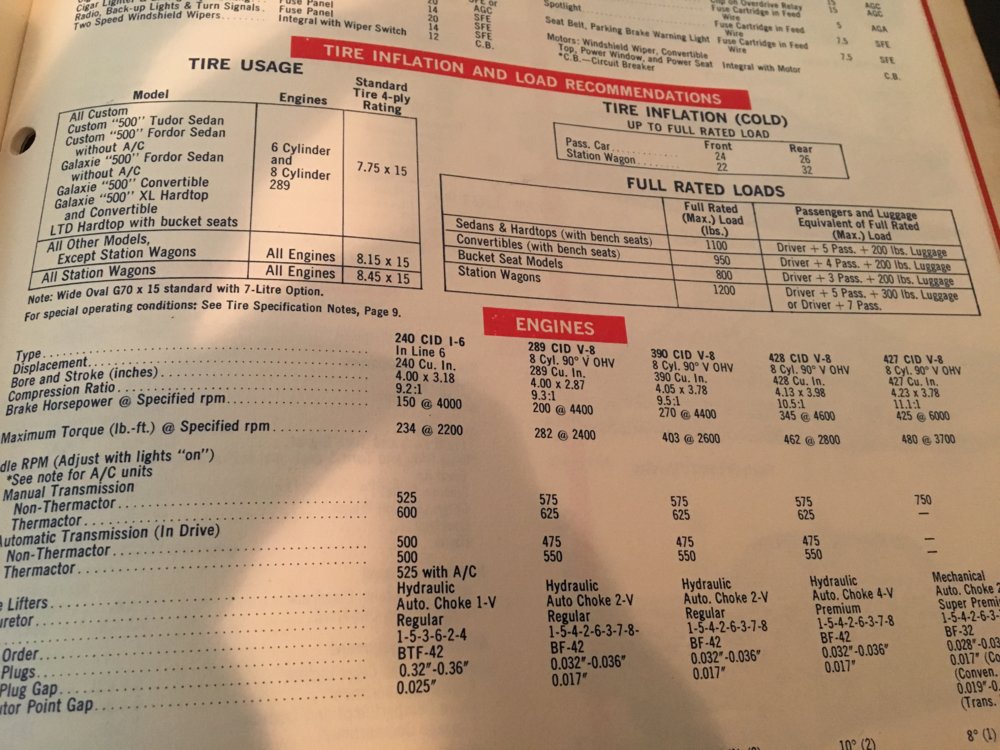 Cigar Lighter
Radio, Back-up Lights & Turn Signals. Fuse Panel 14 AGC
Two Speed Windshield Wipers. Integral with Wiper Switch 12 C.B.
Fuse Panel 20 SFE
14 SFE
Spotlight Fuse Cartridge in Feed Wire 15 AGC
Clip on Overdrive Relay 15 AGC
Seat Belt, Parking Brake Warning Light Fuse Cartridge in Feed Wire 5 AGA
7.5 SFE
Motors: Windshield Wiper, Convertible
Top, Power Window, and Power Seat Integral with Motor C.B.
7.5 SFE
*C.B.—Circuit Breaker
TIRE INFLATION AND LOAD RECOMMENDATIONS
TIRE USAGE
Model Engines Standard Tire 4-ply Rating
All Custom
Custom "500" Tudor Sedan
Custom "500" Fordor Sedan
without A/C
Galaxie "500" Fordor Sedan
without A/C
Galaxie "500" Convertible
Galaxie "500" XL Hardtop
and Convertible
LTD Hardtop with bucket seats
6 Cylinder
and
8 Cylinder
289
7.75 x 15
All Other Models,
Except Station Wagons All Engines 8.15 x 15
All Station Wagons All Engines 8.45 x 15
Note: Wide Oval G70 x 15 standard with 7-Litre Option.
For special operating conditions: See Tire Specification Notes, Page 9.
TIRE INFLATION (COLD)
UP TO FULL RATED LOAD
Front Rear
Pass. Car 24 26
Station Wagon 22 32
FULL RATED LOADS
Full Rated
(Max.) Load
(lbs.)
Passengers and Luggage
Equivalent of Full Rated
(Max.) Load
Sedans & Hardtops (with bench seats) 1100 Driver + 5 Pass. + 200 lbs. Luggage
Convertibles (with bench seats) 950 Driver + 4 Pass. + 200 lbs. Luggage
Bucket Seat Models 800 Driver + 3 Pass. + 200 lbs. Luggage
Station Wagons 1200 Driver + 5 Pass. + 300 lbs. Luggage
or Driver + 7 Pass.
ENGINES
240 CID I-6 289 CID V-8 390 CID V-8 428 CID V-8 427 CID V-8
Type In Line 6 8 Cyl. 90° V OHV 8 Cyl. 90° V OHV 8 Cyl. 90° V OHV 8 Cyl. 90° V OHV
Displacement 240 Cu. In. 289 Cu. In. 390 Cu. In. 428 Cu. In. 427 Cu. In.
Bore and Stroke (inches) 4.00 x 3.18 4.00 x 2.87 4.05 x 3.78 4.13 x 3.98 4.23 x 3.78
Compression Ratio 9.2:1 9.3:1 9.5:1 10.5:1 11.1:1
Brake Horsepower @ Specified rpm 150 @ 4000 200 @ 4400 270 @ 4400 345 @ 4600 425 @ 6000
Maximum Torque (lb.-ft.) @ Specified rpm 234 @ 2200 282 @ 2400 403 @ 2600 462 @ 2800 480 @ 3700
dle RPM (Adjust with lights "on")
*See note for A/C units
Manual Transmission
Non-Thermactor 525 575 575 575 750
Thermactor 600 625 625 625 —
Automatic Transmission (In Drive)
Non-Thermactor 500 475 475 475 —
Thermactor 500 550 550 550 —
525 with A/C
Lifters Hydraulic Hydraulic Hydraulic Hydraulic Mechanical
uretor Auto. Choke 1-V Auto Choke 2-V Auto. Choke 2-V Auto. Choke 4-V Auto. Choke 2
Regular Regular Regular Premium Super Premi
Order 1-5-3-6-2-4 1-5-4-2-6-3-7-8- 1-5-4-2-6-3-7-8 1-5-4-2-6-3-7-8 1-5-4-2-6-3-
Plugs BTF-42 BF-42 BF-42 BF-42 BF-32
Plug Gap 0.32"-0.36" 0.032"-0.036" 0.032"-0.036" 0.032"-0.036" 0.028"-0.03
tor Point Gap 0.025" 0.017" 0.017" 0.017" 0.017" (Co
(Conven.
0.019"-0.
(Trans.
10° (2) 8° (1)